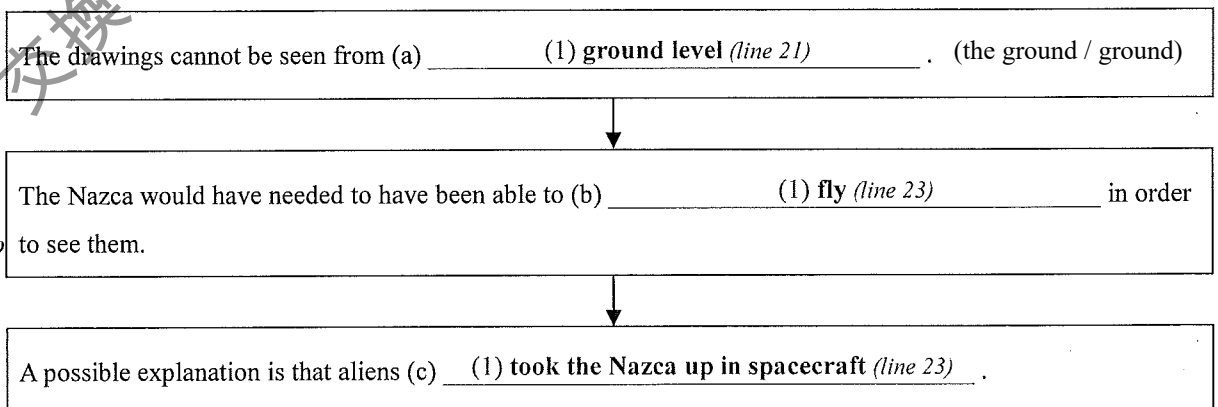 交換
The drawings cannot be seen from (a) (1) ground level (line 21) . (the ground / ground)
The Nazca would have needed to have been able to (b) (1) fly (line 23) in order
to see them.
A possible explanation is that aliens (c) (1) took the Nazca up in spacecraft (line 23) .